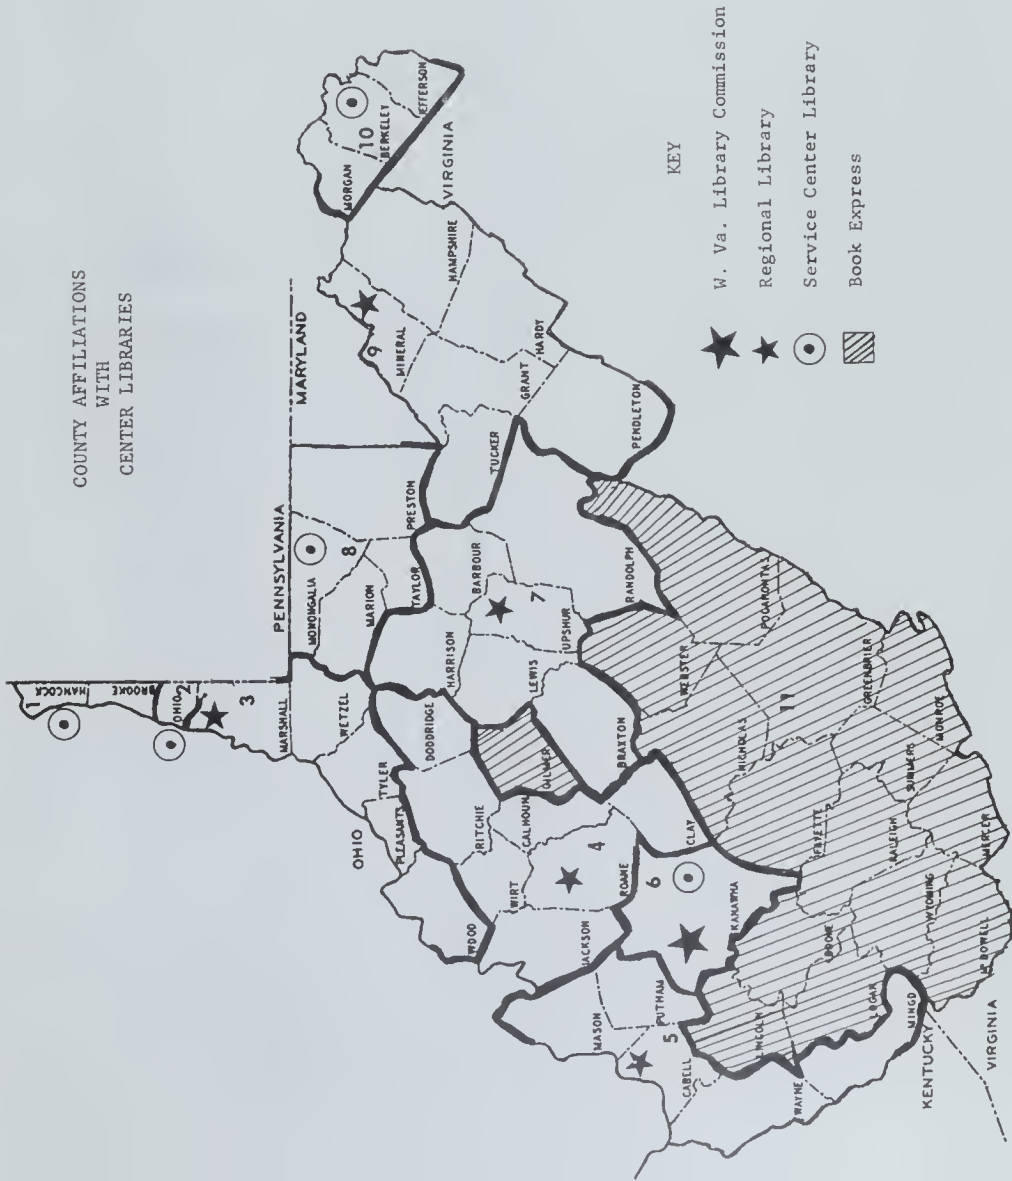 COUNTY AFFILIATIONS
WITH
CENTER LIBRARIES
PENNSYLVANIA
MARYLAND
OHIO
VIRGINIA
KENTUCKY
VIRGINIA
1
HANCOCK
BROOKE
OHIO
2
3
MARSHALL
WETZEL
TYLER
PLEASANTS
WOOD
DODDRIDGE
RITCHIE
WIRT
CALHOUN
GILMER
4
ROANE
JACKSON
MASON
PUTNAM
5
CABELL
WAYNE
MINGO
6
CLAY
KANAWHA
BRAXTON
HARRISON
LEWIS
BARBOUR
7
UPSHUR
RANDOLPH
MONONGALIA
MARION
8
PRESTON
TAYLOR
TUCKER
9
MINERAL
HAMPSHIRE
GRANT
HARDY
PENDLETON
MORGAN
10
BERKELEY
JEFFERSON
WEBSTER
POCAHONTAS
NICHOLAS
11
GREENBRIER
FAYETTE
SUMMERS
MONROE
RALEIGH
MERCER
WYOMING
BOONE
LOGAN
LINCOLN
MCDOWELL
KEY
W. Va. Library Commission
Regional Library
Service Center Library
Book Express